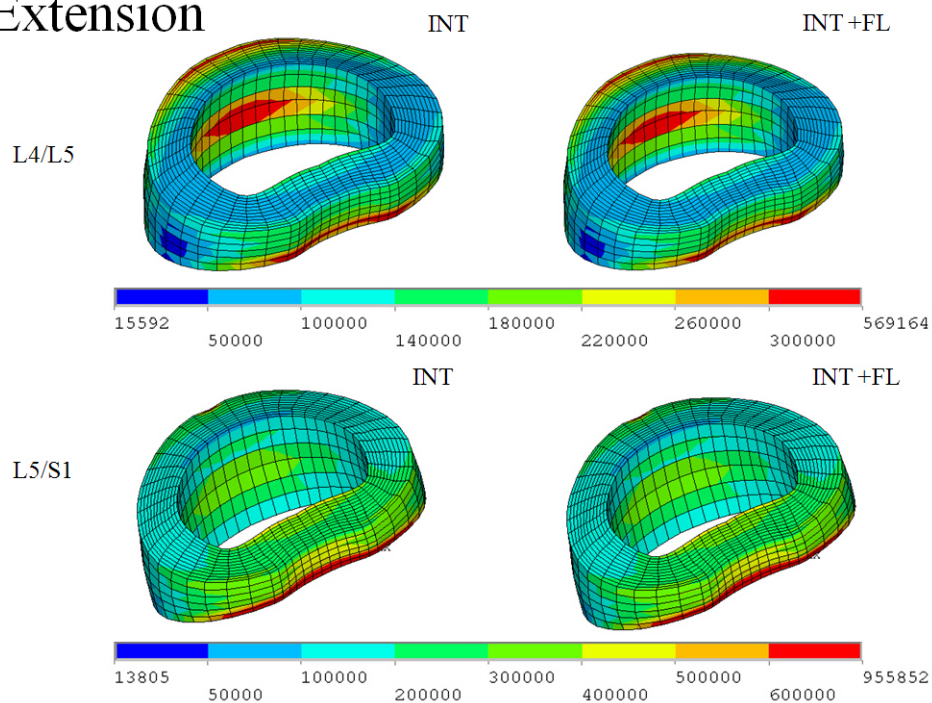 Extension
INT
INT +FL
L4/L5
15592 100000 180000 260000 569164
50000 140000 220000 300000
INT
INT +FL
L5/S1
13805 100000 300000 500000 955852
50000 200000 400000 600000